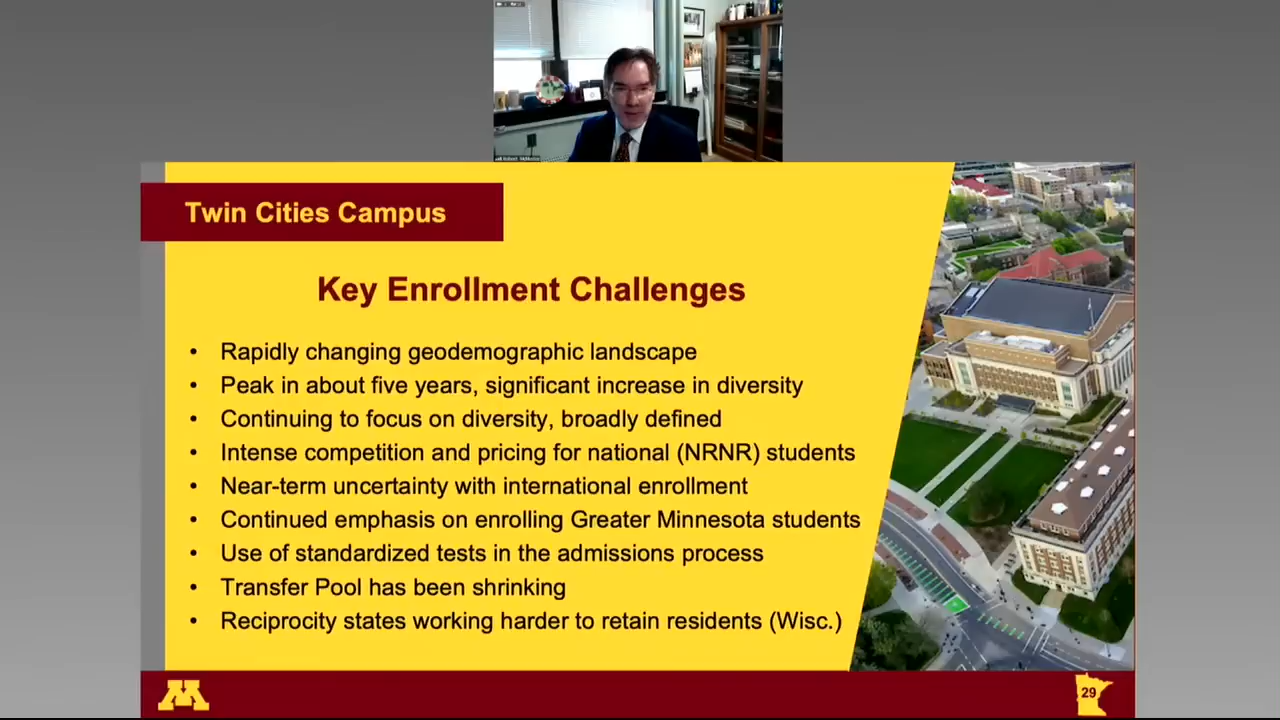 Twin Cities Campus
Key Enrollment Challenges
• Rapidly changing geodemographic landscape
• Peak in about five years, significant increase in diversity
• Continuing to focus on diversity, broadly defined
• Intense competition and pricing for national (NRNR) students
• Near-term uncertainty with international enrollment
• Continued emphasis on enrolling Greater Minnesota students
• Use of standardized tests in the admissions process
• Transfer Pool has been shrinking
• Reciprocity states working harder to retain residents (Wisc.)
M
29